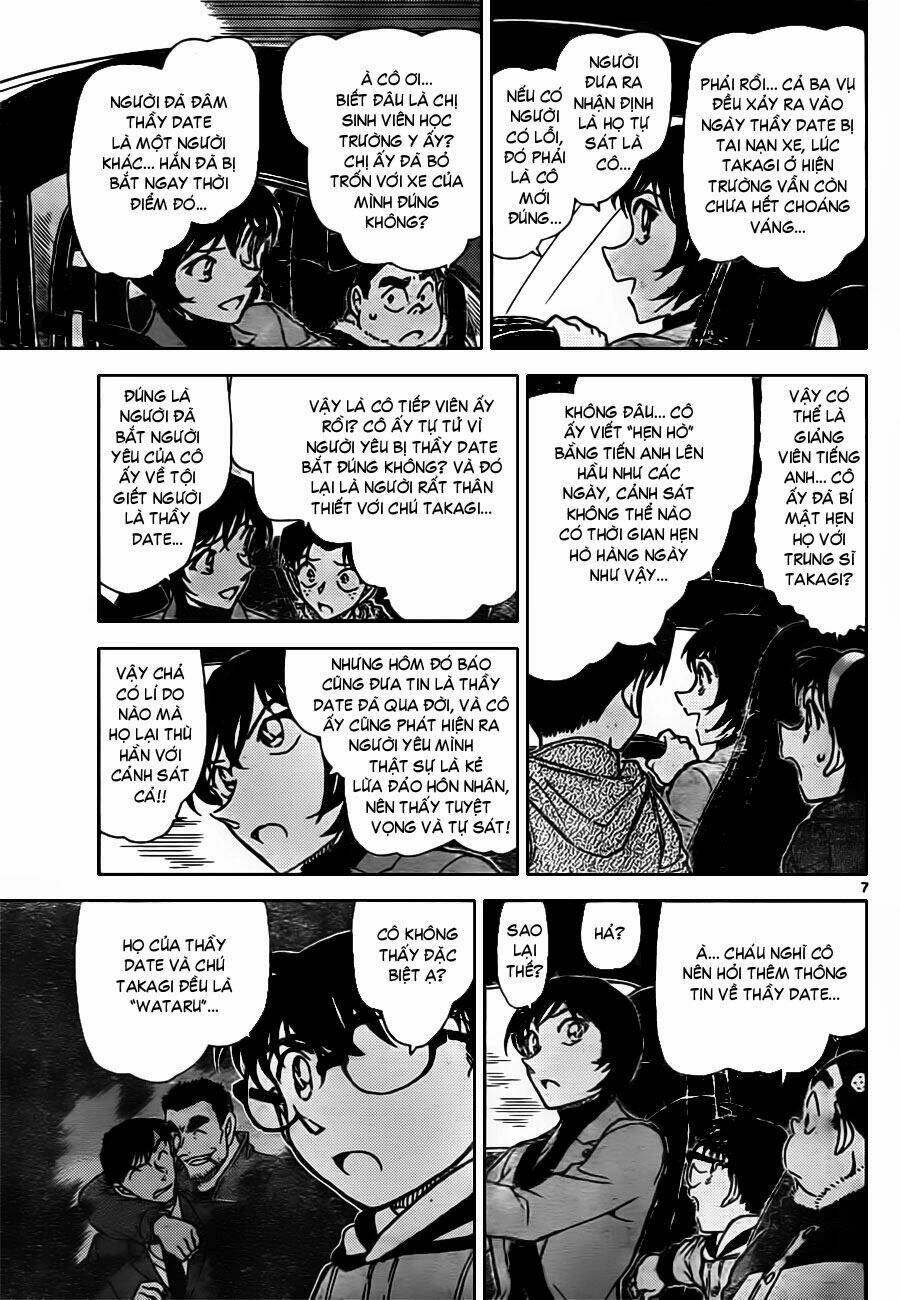 PHẢI RỒI... CẢ BA VỤ
ĐỀU XẢY RA VÀO
NGÀY THẦY DATE BỊ
TAI NẠN XE, LÚC
TAKAGI Ở HIỆN
TRƯỜNG VẪN CÒN
CHƯA HẾT CHOÁNG
VÁNG...
NGƯỜI
ĐƯA RA
NHẬN ĐỊNH
LÀ HỌ TỰ
SÁT LÀ
CÔ...
NẾU CÓ
NGƯỜI
CÓ LỖI,
ĐÓ PHẢI
LÀ CÔ
MỚI
ĐÚNG...
À CÔ ƠI...
BIẾT ĐÂU LÀ CHỊ
SINH VIÊN HỌC
TRƯỜNG Y ẤY?
CHỊ ẤY ĐÃ BỎ
TRỐN VỚI XE CỦA
MÌNH ĐÚNG
KHÔNG?
NGƯỜI ĐÃ ĐÂM
THẦY DATE
LÀ MỘT NGƯỜI
KHÁC... HẮN ĐÃ BỊ
BẮT NGAY THỜI
ĐIỂM ĐÓ...
VẬY CÓ
THỂ LÀ
GIẢNG
VIÊN TIẾNG
ANH... CÔ
ẤY ĐÃ BÍ
MẬT HẸN
HỌ VỚI
TRUNG SĨ
TAKAGI?
KHÔNG ĐÂU... CÔ
ẤY VIẾT "HẸN HÒ"
BẰNG TIẾN ANH LÊN
HẦU NHƯ CÁC
NGÀY, CẢNH SÁT
KHÔNG THỂ NÀO
CÓ THỜI GIAN HẸN
HÒ HÀNG NGÀY
NHƯ VẬY...
VẬY LÀ CÔ TIẾP VIÊN ẤY
RỒI? CÔ ẤY TỰ TỬ VÌ
NGƯỜI YÊU BỊ THẦY DATE
BẮT ĐÚNG KHÔNG? VÀ ĐÓ
LẠI LÀ NGƯỜI RẤT THÂN
THIẾT VỚI CHÚ TAKAGI...
ĐÚNG LÀ
NGƯỜI ĐÃ
BẮT NGƯỜI
YÊU CỦA CÔ
ẤY VỀ TỘI
GIẾT NGƯỜI
LÀ THẦY
DATE...
NHƯNG HÔM ĐÓ BÁO
CŨNG ĐƯA TIN LÀ THẦY
DATE ĐÃ QUA ĐỜI, VÀ CÔ
ẤY CŨNG PHÁT HIỆN RA
NGƯỜI YÊU MÌNH
THẬT SỰ LÀ KẺ
LỪA ĐẢO HÔN NHÂN,
NÊN THẤY TUYỆT
VỌNG VÀ TỰ SÁT!
VẬY CHẢ
CÓ LÍ DO
NÀO MÀ
HỌ LẠI THÙ
HẰN VỚI
CẢNH SÁT
CẢ!!
7
À... CHÁU NGHĨ CÔ
NÊN HỎI THÊM THÔNG
TIN VỀ THẦY DATE...
HẢ?
SAO
LẠI
THẾ?
CÔ KHÔNG
THẤY ĐẶC
BIỆT Ạ?
HỌ CỦA THẦY
DATE VÀ CHÚ
TAKAGI ĐỀU LÀ
"WATARU"...